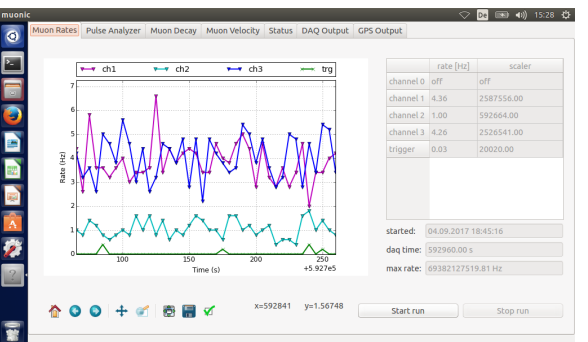 muonic
De
15:28
Muon Rates Pulse Analyzer Muon Decay Muon Velocity Status DAQ Output GPS Output
ch1 ch2 ch3 trg
7
6
5
4
3
2
1
0
Rate (Hz)
100 150 200 250
Time (s)
+5.927e5
rate [Hz] scaler
channel 0 off off
channel 1 4.36 2587556.00
channel 2 1.00 592664.00
channel 3 4.26 2526541.00
trigger 0.03 20020.00
started: 04.09.2017 18:45:16
daq time: 592960.00 s
max rate: 69382127519.81 Hz
x=592841 y=1.56748
Start run Stop run